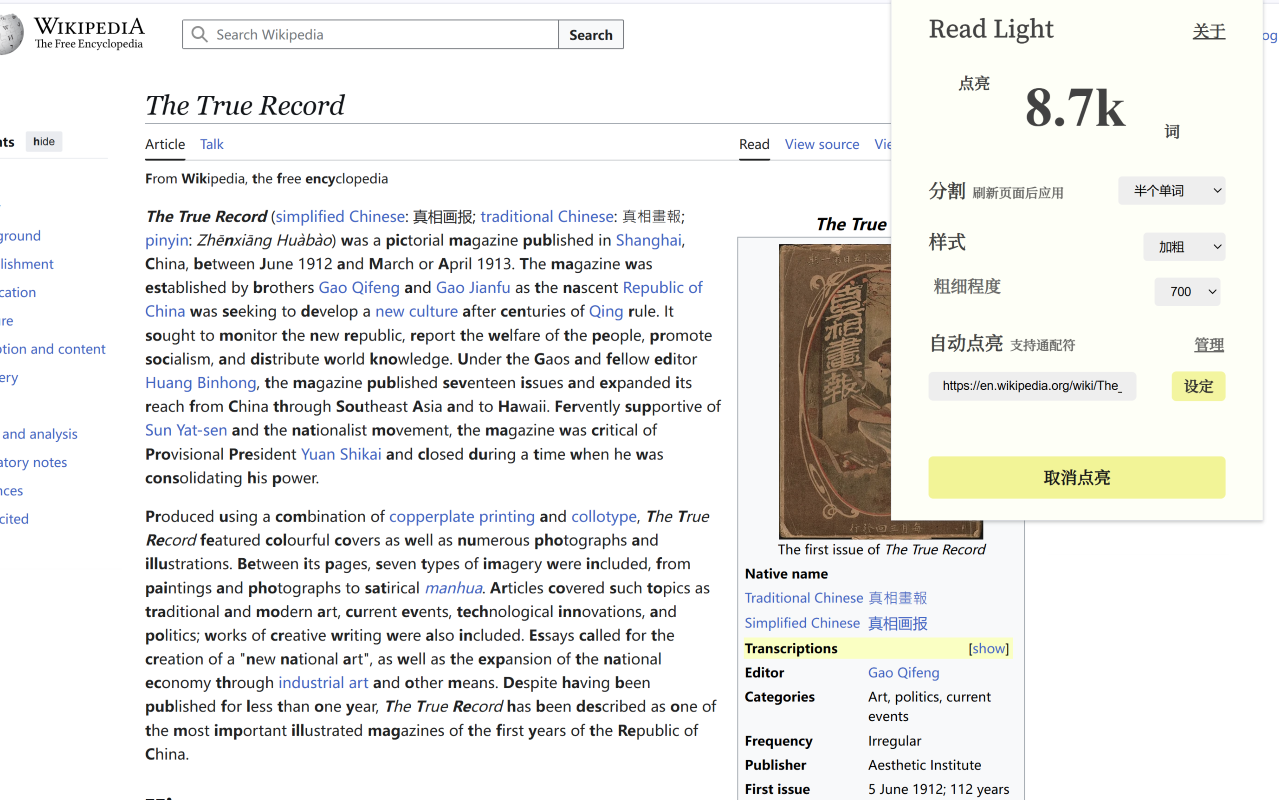 WIKIPEDIA
The Free Encyclopedia
Search Wikipedia
Search
The True Record
hide
Article
Talk
Read
View source
From Wikipedia, the free encyclopedia
The True Record (simplified Chinese: 真相画报; traditional Chinese: 真相畫報;
pinyin: Zhēnxiāng Huàbào) was a pictorial magazine published in Shanghai,
China, between June 1912 and March or April 1913. The magazine was
established by brothers Gao Qifeng and Gao Jianfu as the nascent Republic of
China was seeking to develop a new culture after centuries of Qing rule. It
sought to monitor the new republic, report the welfare of the people, promote
socialism, and distribute world knowledge. Under the Gaos and fellow editor
Huang Binhong, the magazine published seventeen issues and expanded its
reach from China through Southeast Asia and to Hawaii. Fervently supportive of
Sun Yat-sen and the nationalist movement, the magazine was critical of
Provisional President Yuan Shikai and closed during a time when he was
consolidating his power.
Produced using a combination of copperplate printing and collotype, The True
Record featured colourful covers as well as numerous photographs and
illustrations. Between its pages, seven types of imagery were included, from
paintings and photographs to satirical manhua. Articles covered such topics as
traditional and modern art, current events, technological innovations, and
politics; works of creative writing were also included. Essays called for the
creation of a "new national art", as well as the expansion of the national
economy through industrial art and other means. Despite having been
published for less than one year, The True Record has been described as one of
the most important illustrated magazines of the first years of the Republic of
China.
and analysis
cited
The True
真相畫報
The first issue of The True Record
Native name
Traditional Chinese 真相畫報
Simplified Chinese 真相画报
Transcriptions [show]
Editor Gao Qifeng
Categories Art, politics, current
events
Frequency Irregular
Publisher Aesthetic Institute
First issue 5 June 1912; 112 years
Read Light
关于
点亮
8.7k
词
分割 刷新页面后应用
半个单词
样式
加粗
粗细程度
700
自动点亮 支持通配符
管理
https://en.wikipedia.org/wiki/The_
设定
取消点亮